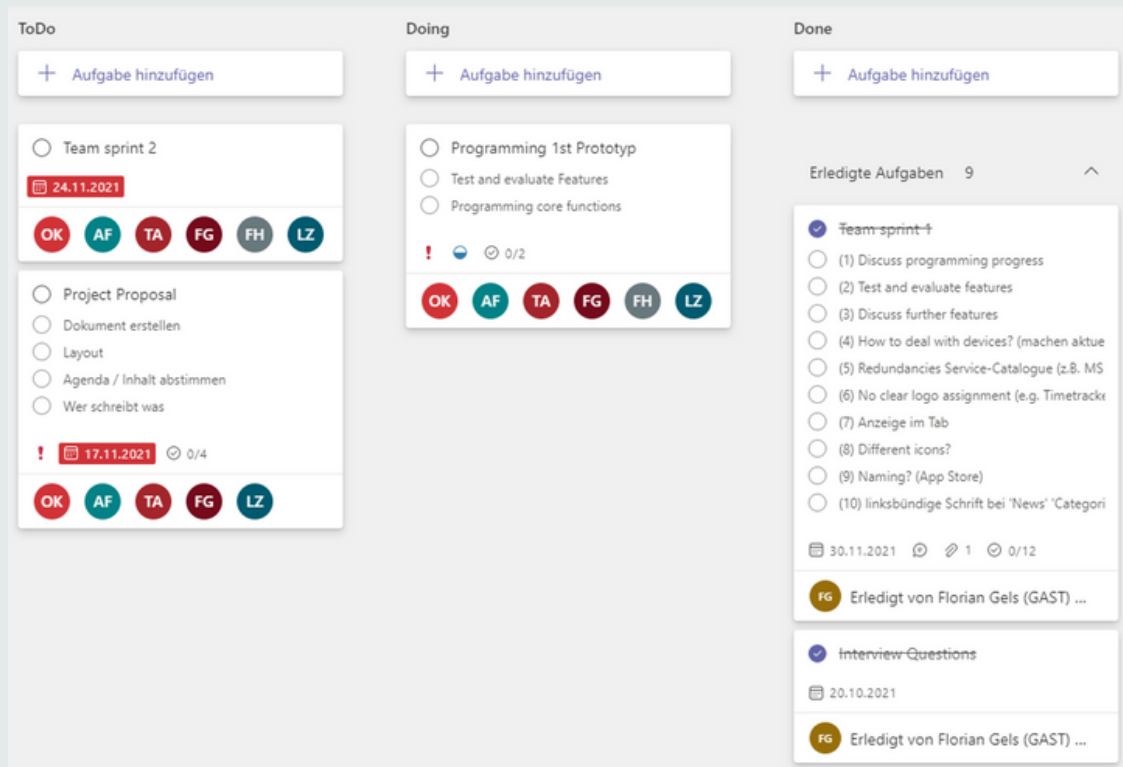 ToDo
Aufgabe hinzufügen
Team sprint 2
24.11.2021
OK AF TA FG FH LZ
Project Proposal
Dokument erstellen
Layout
Agenda / Inhalt abstimmen
Wer schreibt was
! 17.11.2021 0/4
OK AF TA FG LZ
Doing
Aufgabe hinzufügen
Programming 1st Prototyp
Test and evaluate Features
Programming core functions
! 0/2
OK AF TA FG FH LZ
Done
Aufgabe hinzufügen
Erledigte Aufgaben 9
Team sprint 1
(1) Discuss programming progress
(2) Test and evaluate features
(3) Discuss further features
(4) How to deal with devices? (machen aktue
(5) Redundancies Service-Catalogue (z.B. MS
(6) No clear logo assignment (e.g. Timetracke
(7) Anzeige im Tab
(8) Different icons?
(9) Naming? (App Store)
(10) linksbündige Schrift bei 'News' 'Categori
30.11.2021 1 0/12
FG Erledigt von Florian Gels (GAST) ...
Interview Questions
20.10.2021
FG Erledigt von Florian Gels (GAST) ...